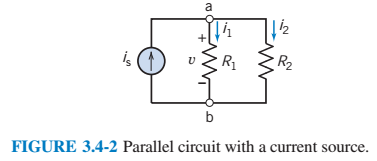 a
i₁
i₂
+
iₛ
υ
R₁
R₂
–
b
FIGURE 3.4-2 Parallel circuit with a current source.